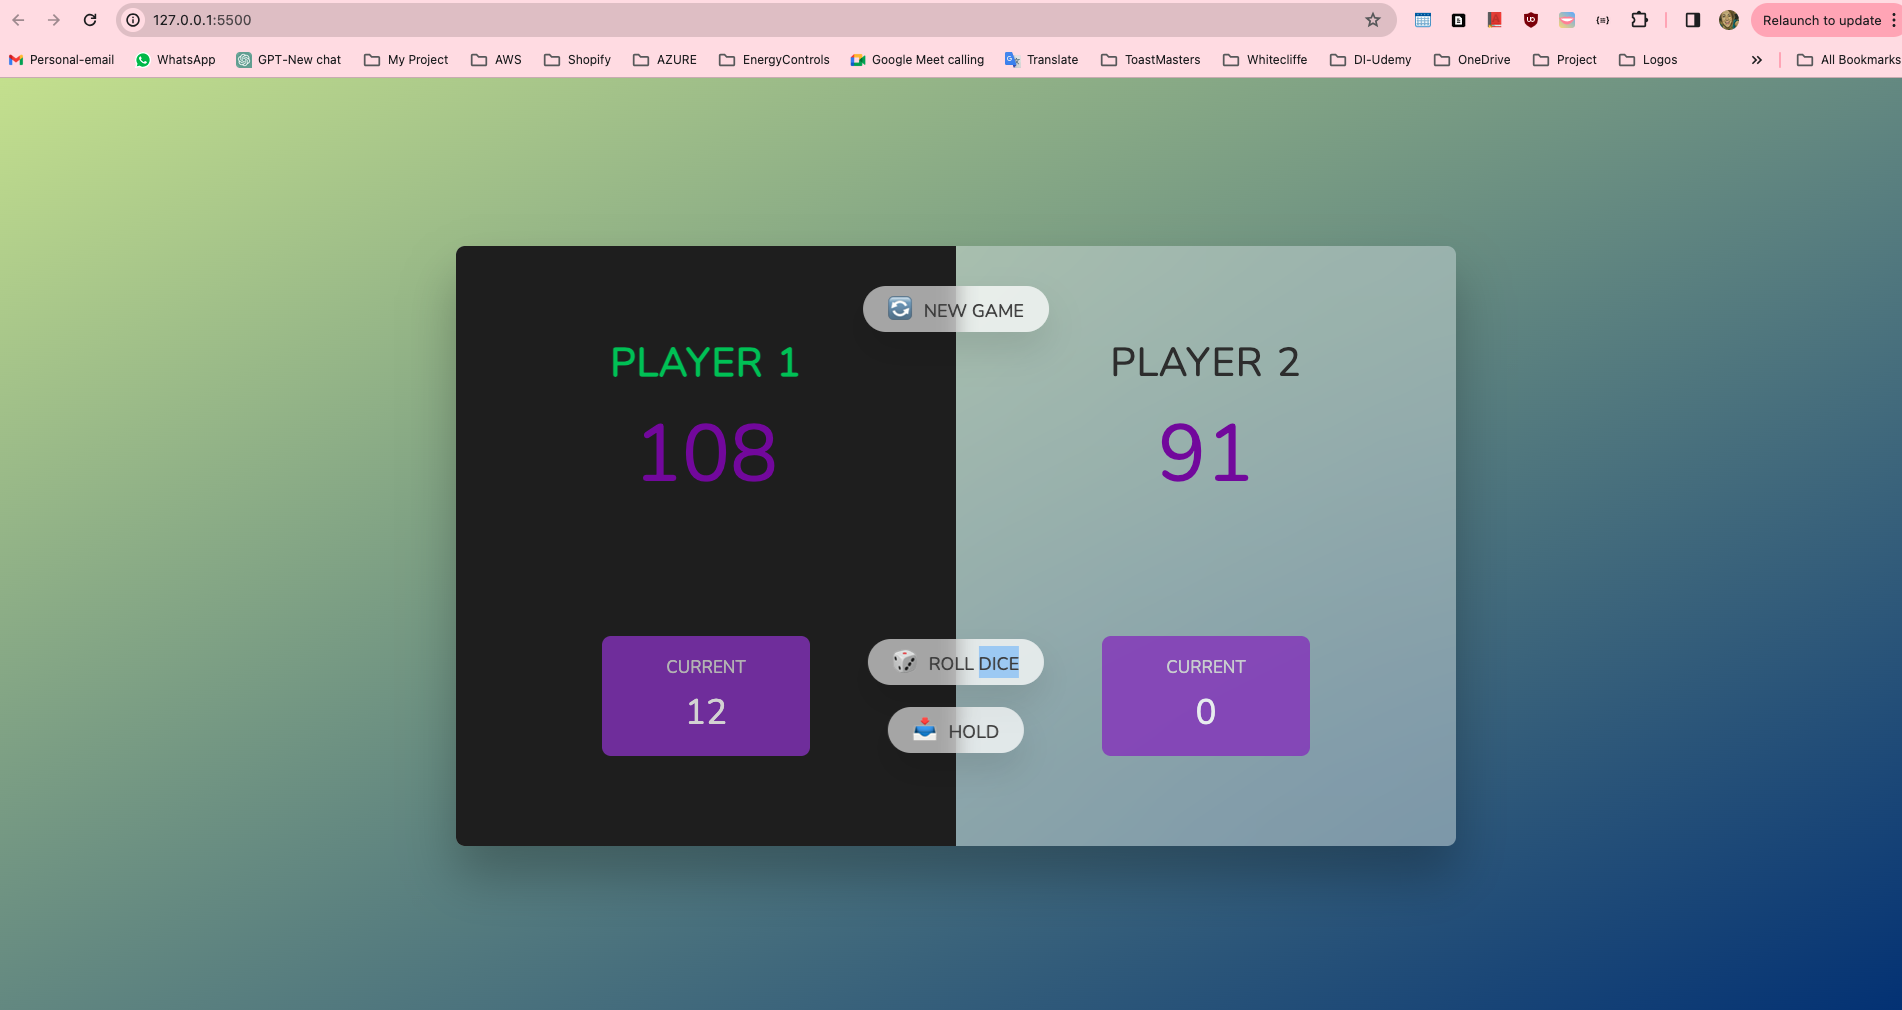 127.0.0.1:5500
Relaunch to update
Personal-email WhatsApp GPT-New chat My Project AWS Shopify AZURE EnergyControls Google Meet calling Translate ToastMasters Whitecliffe DI-Udemy OneDrive Project Logos » All Bookmarks
NEW GAME
PLAYER 1
108
PLAYER 2
91
CURRENT
12
ROLL DICE
HOLD
CURRENT
0